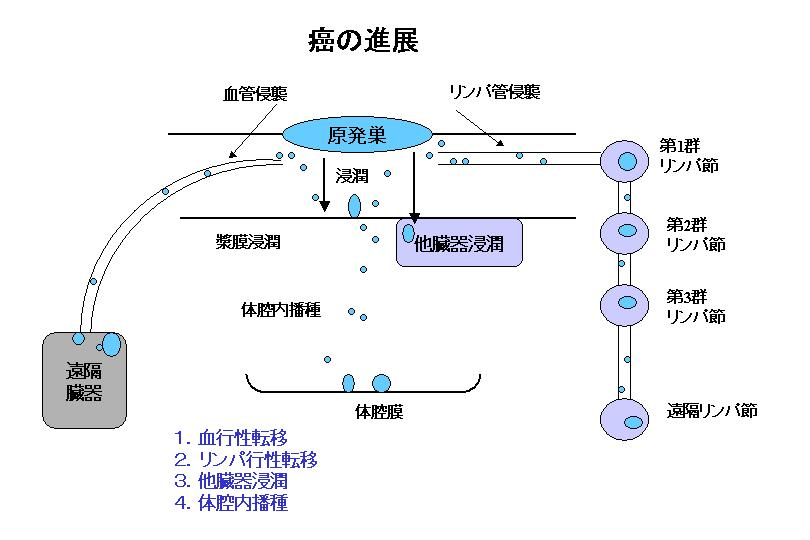 癌の進展
血管侵襲
リンパ管侵襲
原発巣
第1群
リンパ節
浸潤
漿膜浸潤
他臓器浸潤
第2群
リンパ節
体腔内播種
第3群
リンパ節
遠隔
臓器
体腔膜
遠隔リンパ節
1. 血行性転移
2. リンパ行性転移
3. 他臓器浸潤
4. 体腔内播種